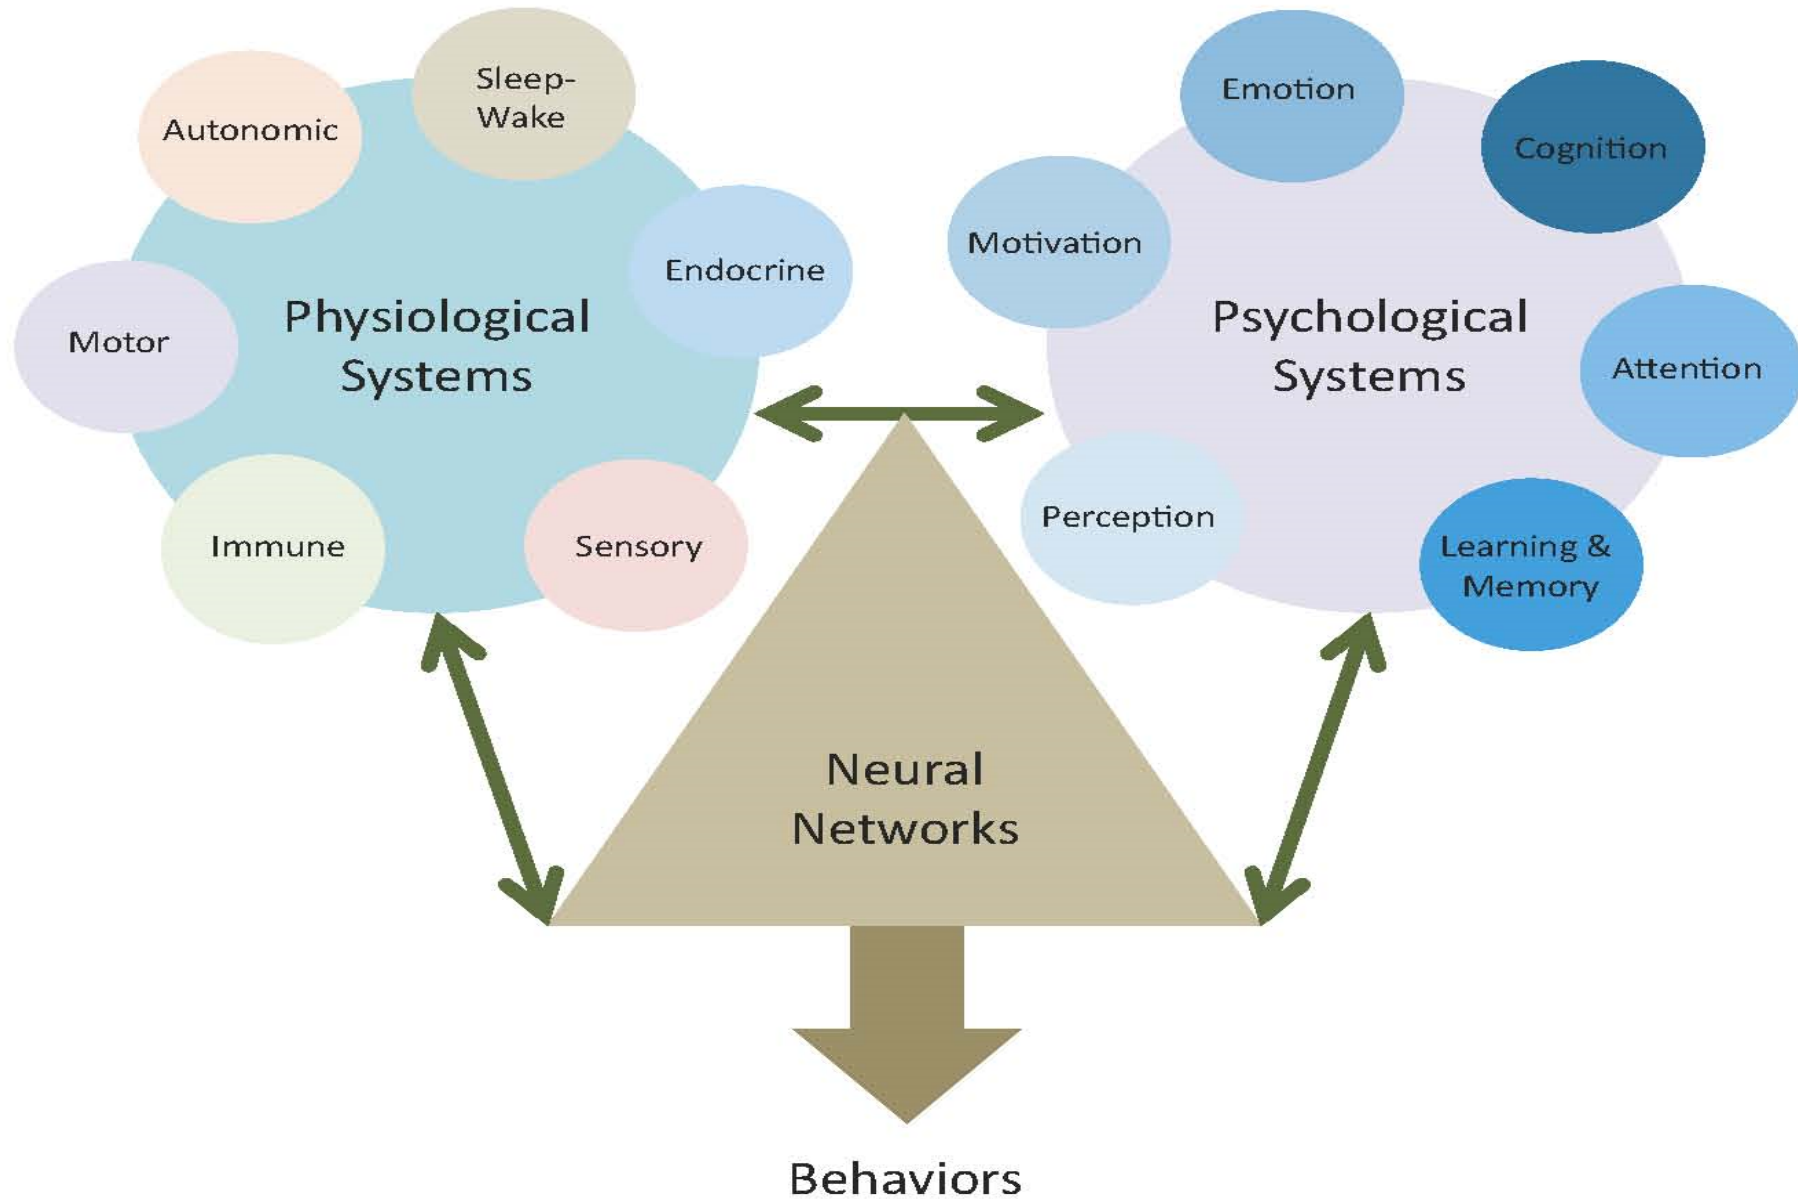 Sleep-
Wake
Autonomic
Endocrine
Motor
Physiological
Systems
Immune
Sensory
Emotion
Cognition
Motivation
Psychological
Systems
Attention
Perception
Learning &
Memory
Neural
Networks
Behaviors